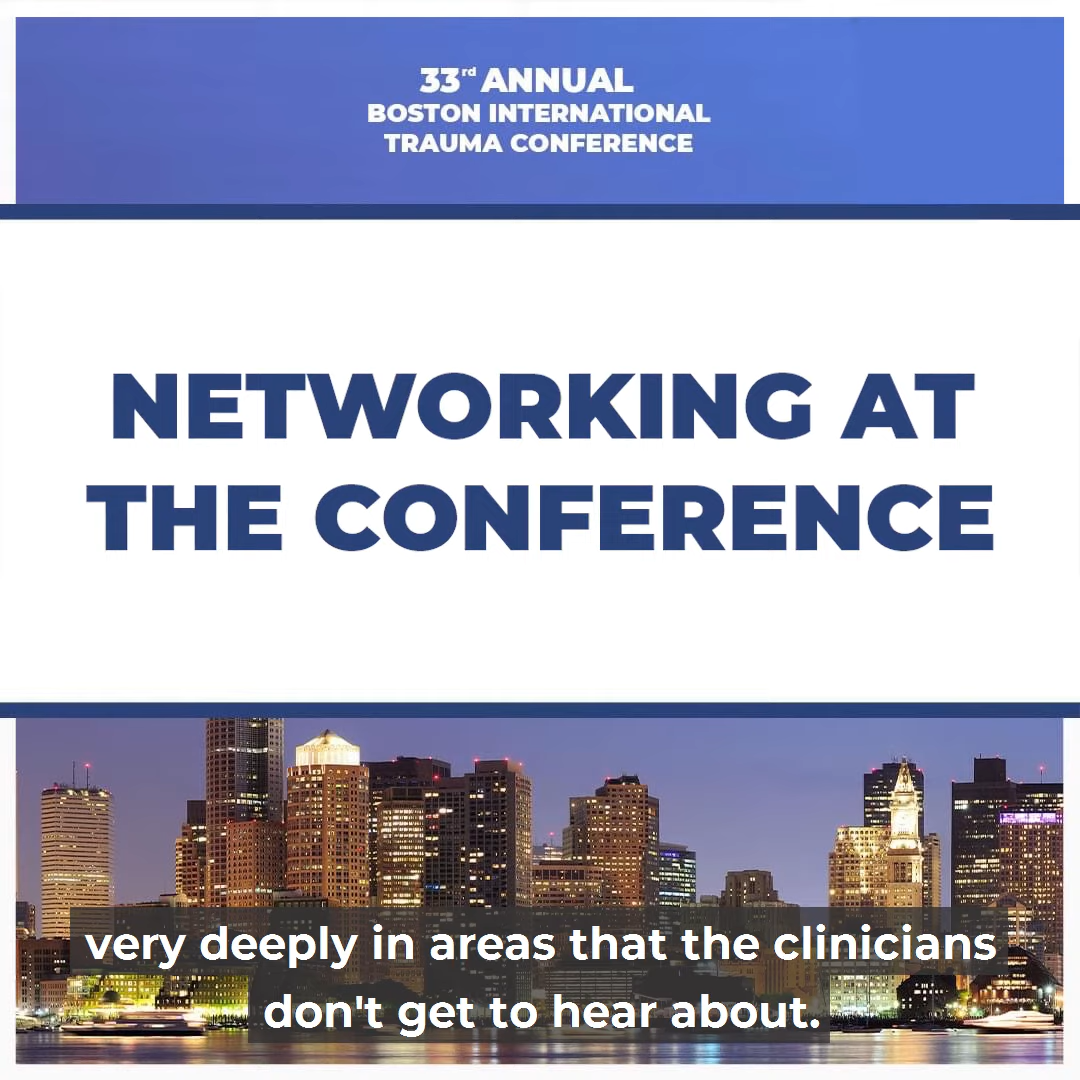 33rd ANNUAL
BOSTON INTERNATIONAL
TRAUMA CONFERENCE
NETWORKING AT
THE CONFERENCE
very deeply in areas that the clinicians
don't get to hear about.